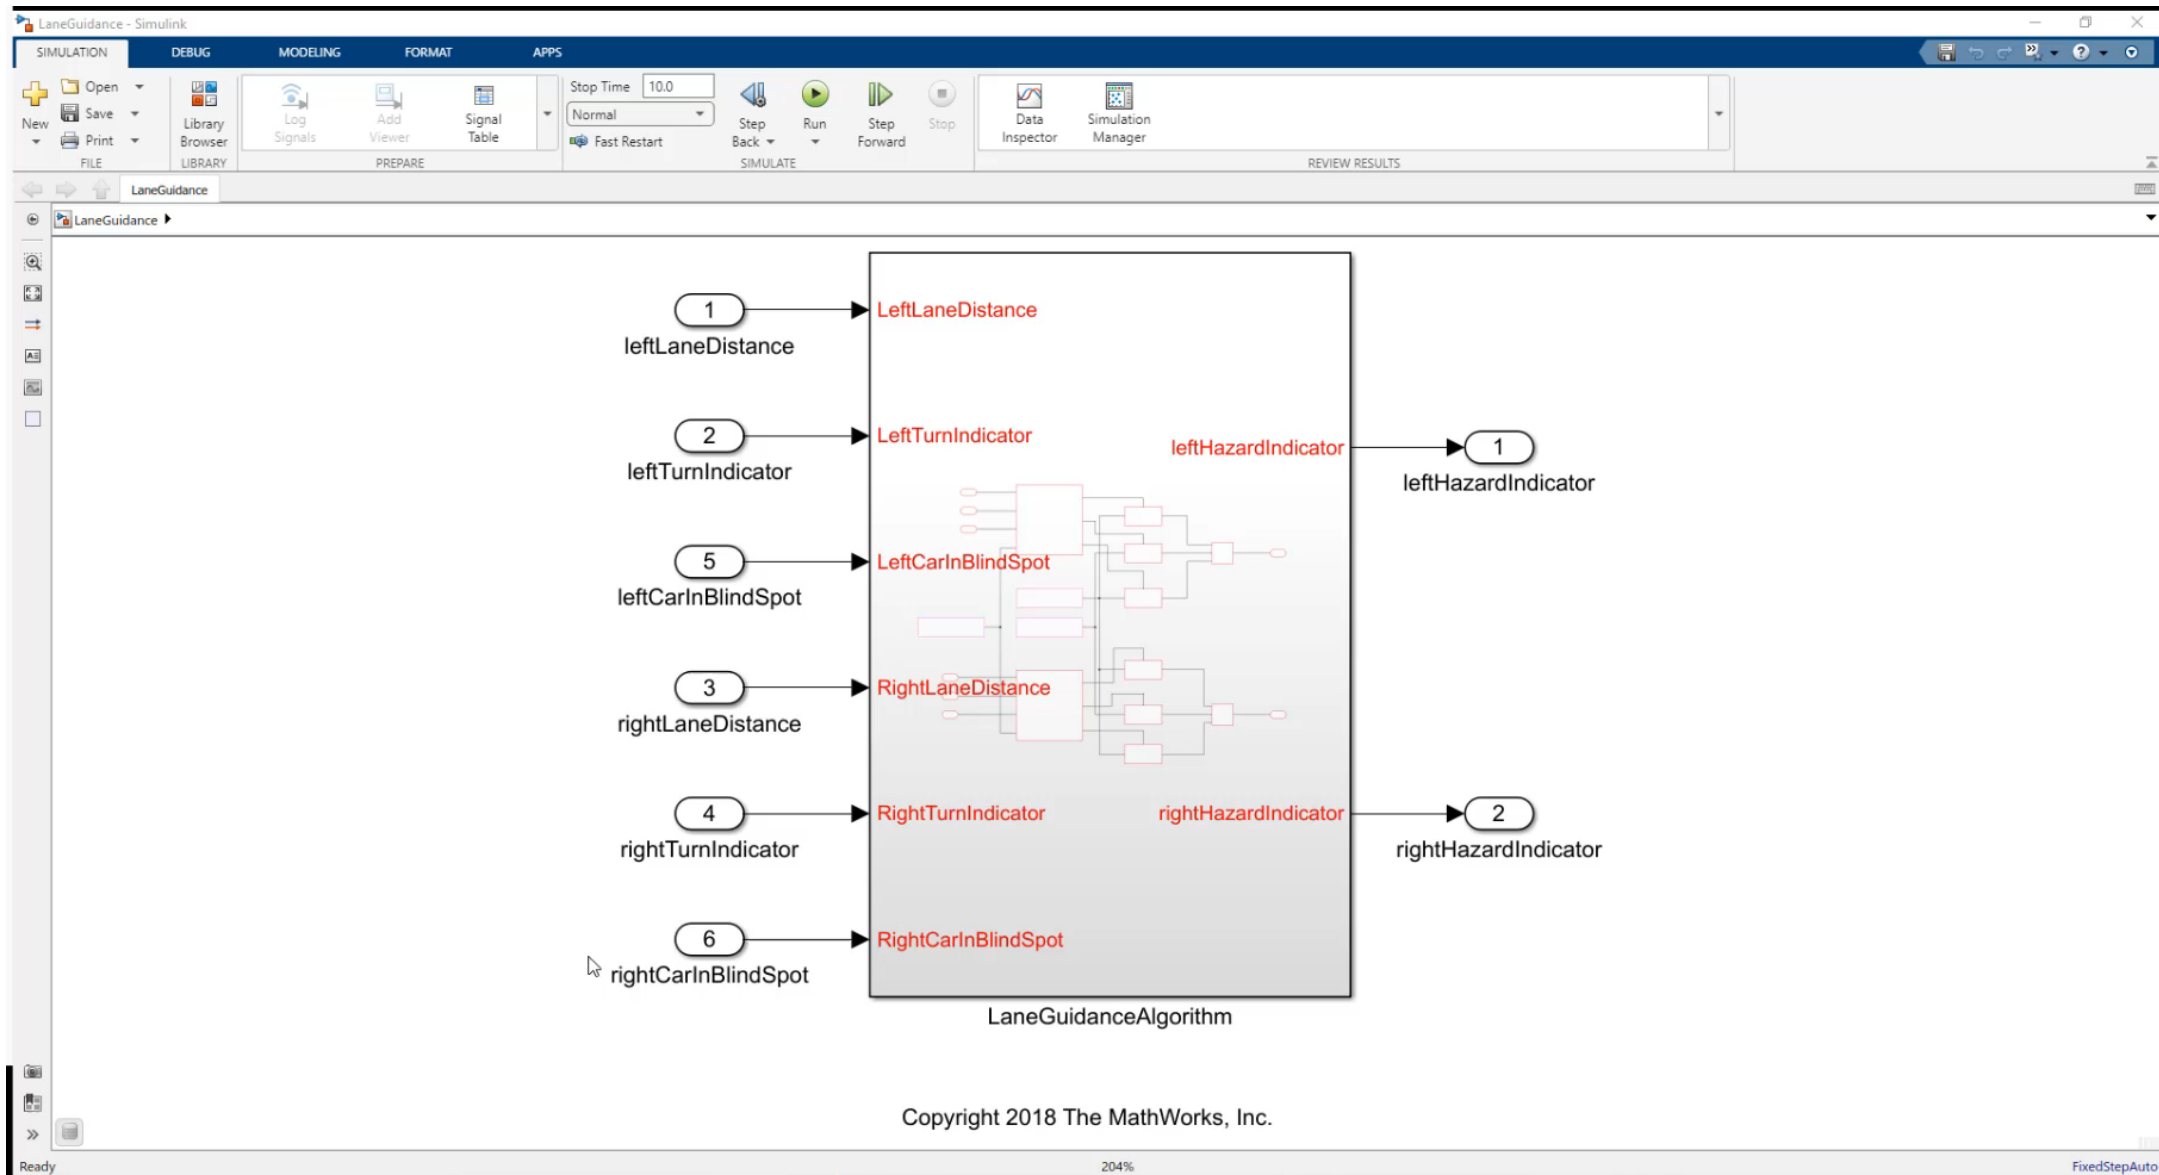 LaneGuidance - Simulink
SIMULATION DEBUG MODELING FORMAT APPS
New
Open
Save
Print
FILE
Library
Browser
LIBRARY
Log
Signals
Add
Viewer
Signal
Table
PREPARE
Stop Time 10.0
Normal
Fast Restart
Step
Back
Run
Step
Forward
Stop
SIMULATE
Data
Inspector
Simulation
Manager
REVIEW RESULTS
LaneGuidance
LaneGuidance
1
leftLaneDistance
2
leftTurnIndicator
5
leftCarInBlindSpot
3
rightLaneDistance
4
rightTurnIndicator
6
rightCarInBlindSpot
LeftLaneDistance
LeftTurnIndicator
LeftCarInBlindSpot
RightLaneDistance
RightTurnIndicator
RightCarInBlindSpot
leftHazardIndicator
rightHazardIndicator
1
leftHazardIndicator
2
rightHazardIndicator
LaneGuidanceAlgorithm
Copyright 2018 The MathWorks, Inc.
Ready 204% FixedStepAuto